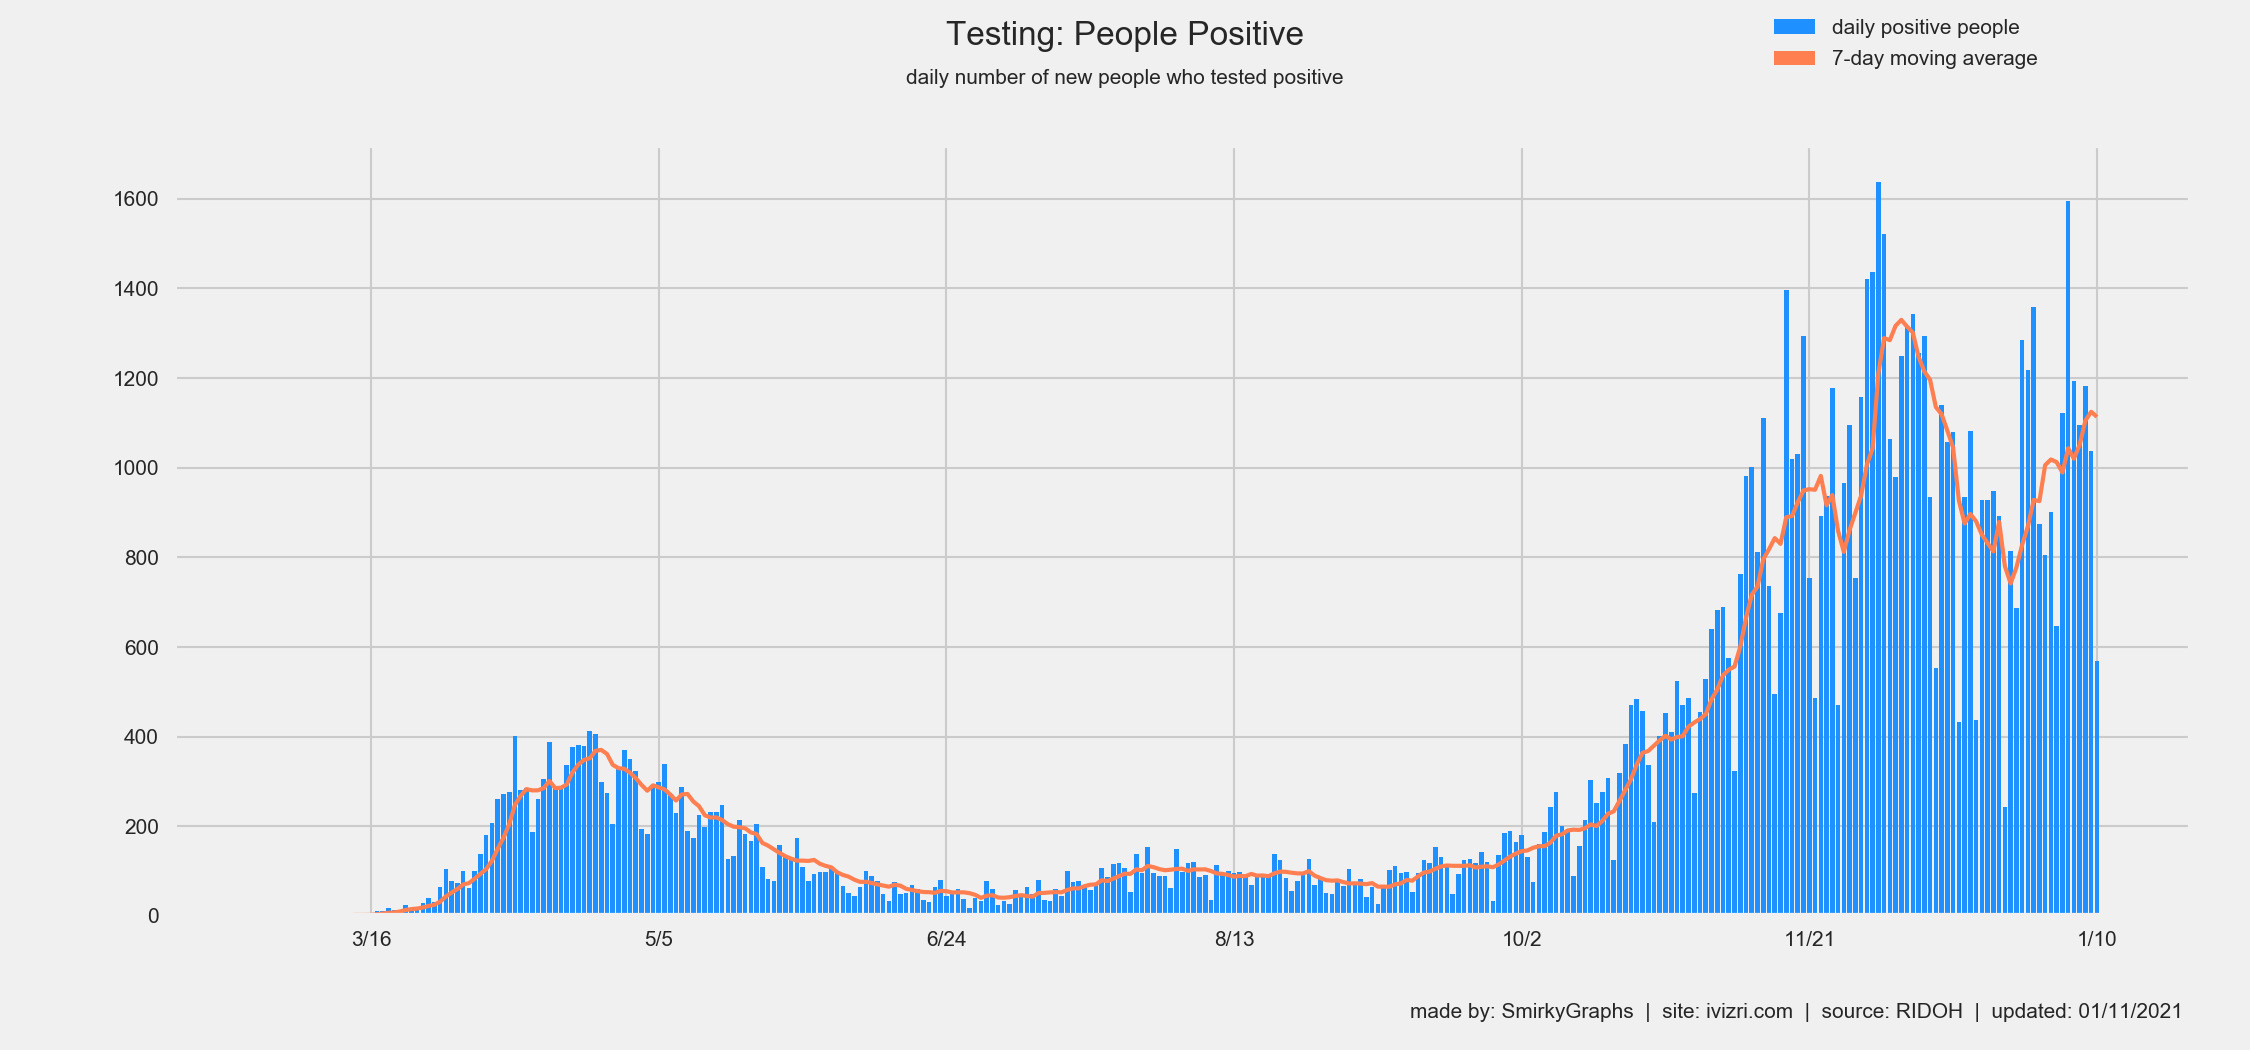 Testing: People Positive
daily number of new people who tested positive
daily positive people
7-day moving average
1600
1400
1200
1000
800
600
400
200
0
3/16 5/5 6/24 8/13 10/2 11/21 1/10
made by: SmirkyGraphs | site: ivizri.com | source: RIDOH | updated: 01/11/2021